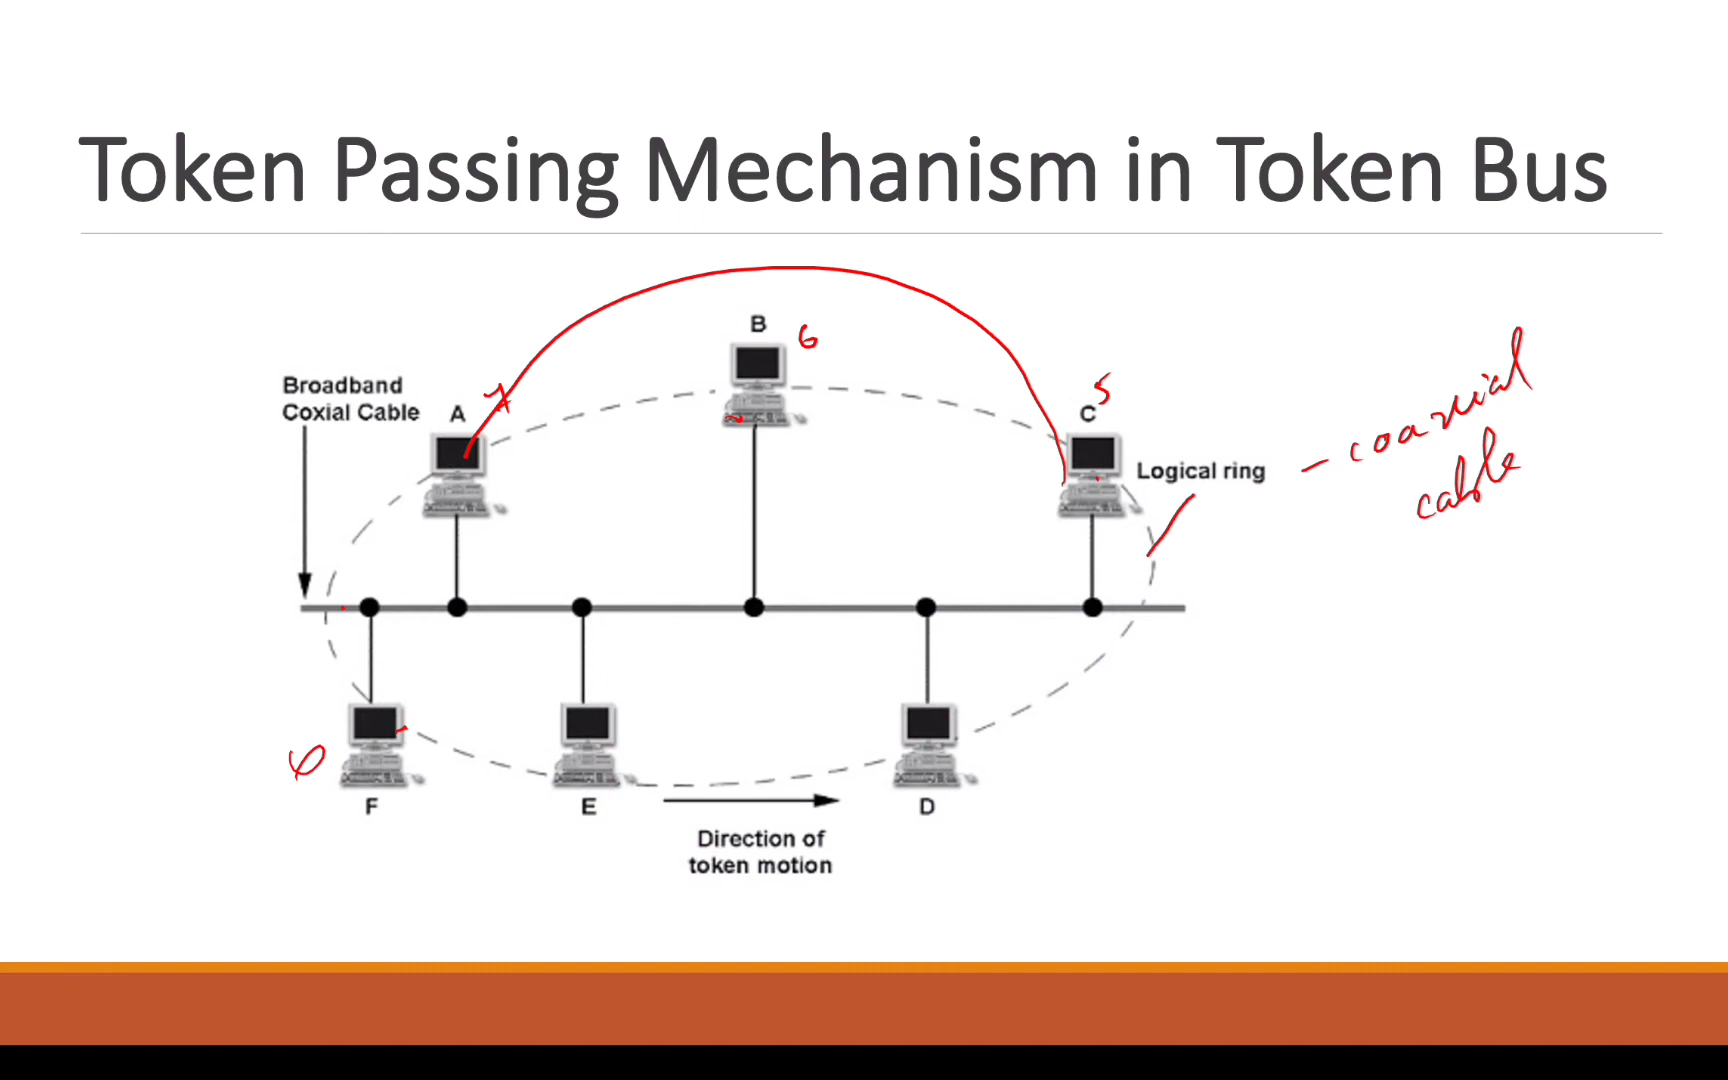 Token Passing Mechanism in Token Bus
B
6
Broadband
Coxial Cable
A
7
C
5
Logical ring
- coaxial
cable
F
E
D
Direction of
token motion